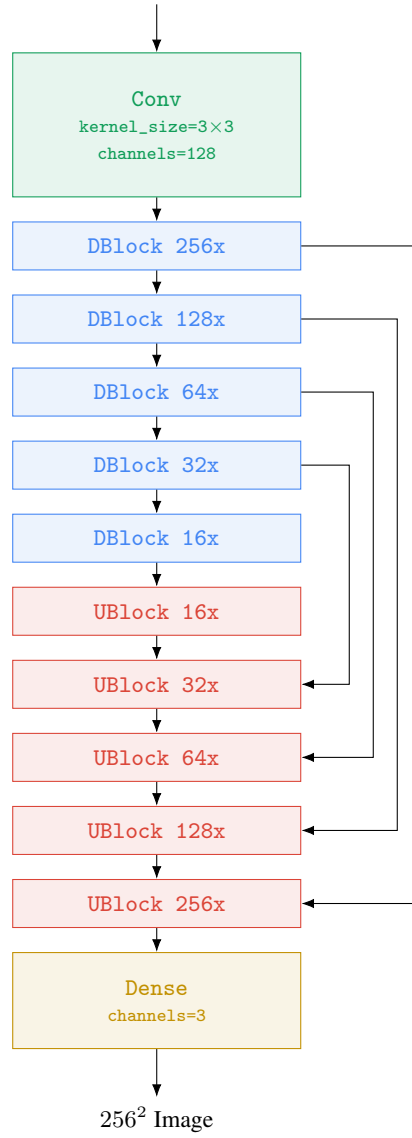 Conv
kernel_size=3×3
channels=128
DBlock 256x
DBlock 128x
DBlock 64x
DBlock 32x
DBlock 16x
UBlock 16x
UBlock 32x
UBlock 64x
UBlock 128x
UBlock 256x
Dense
channels=3
256² Image